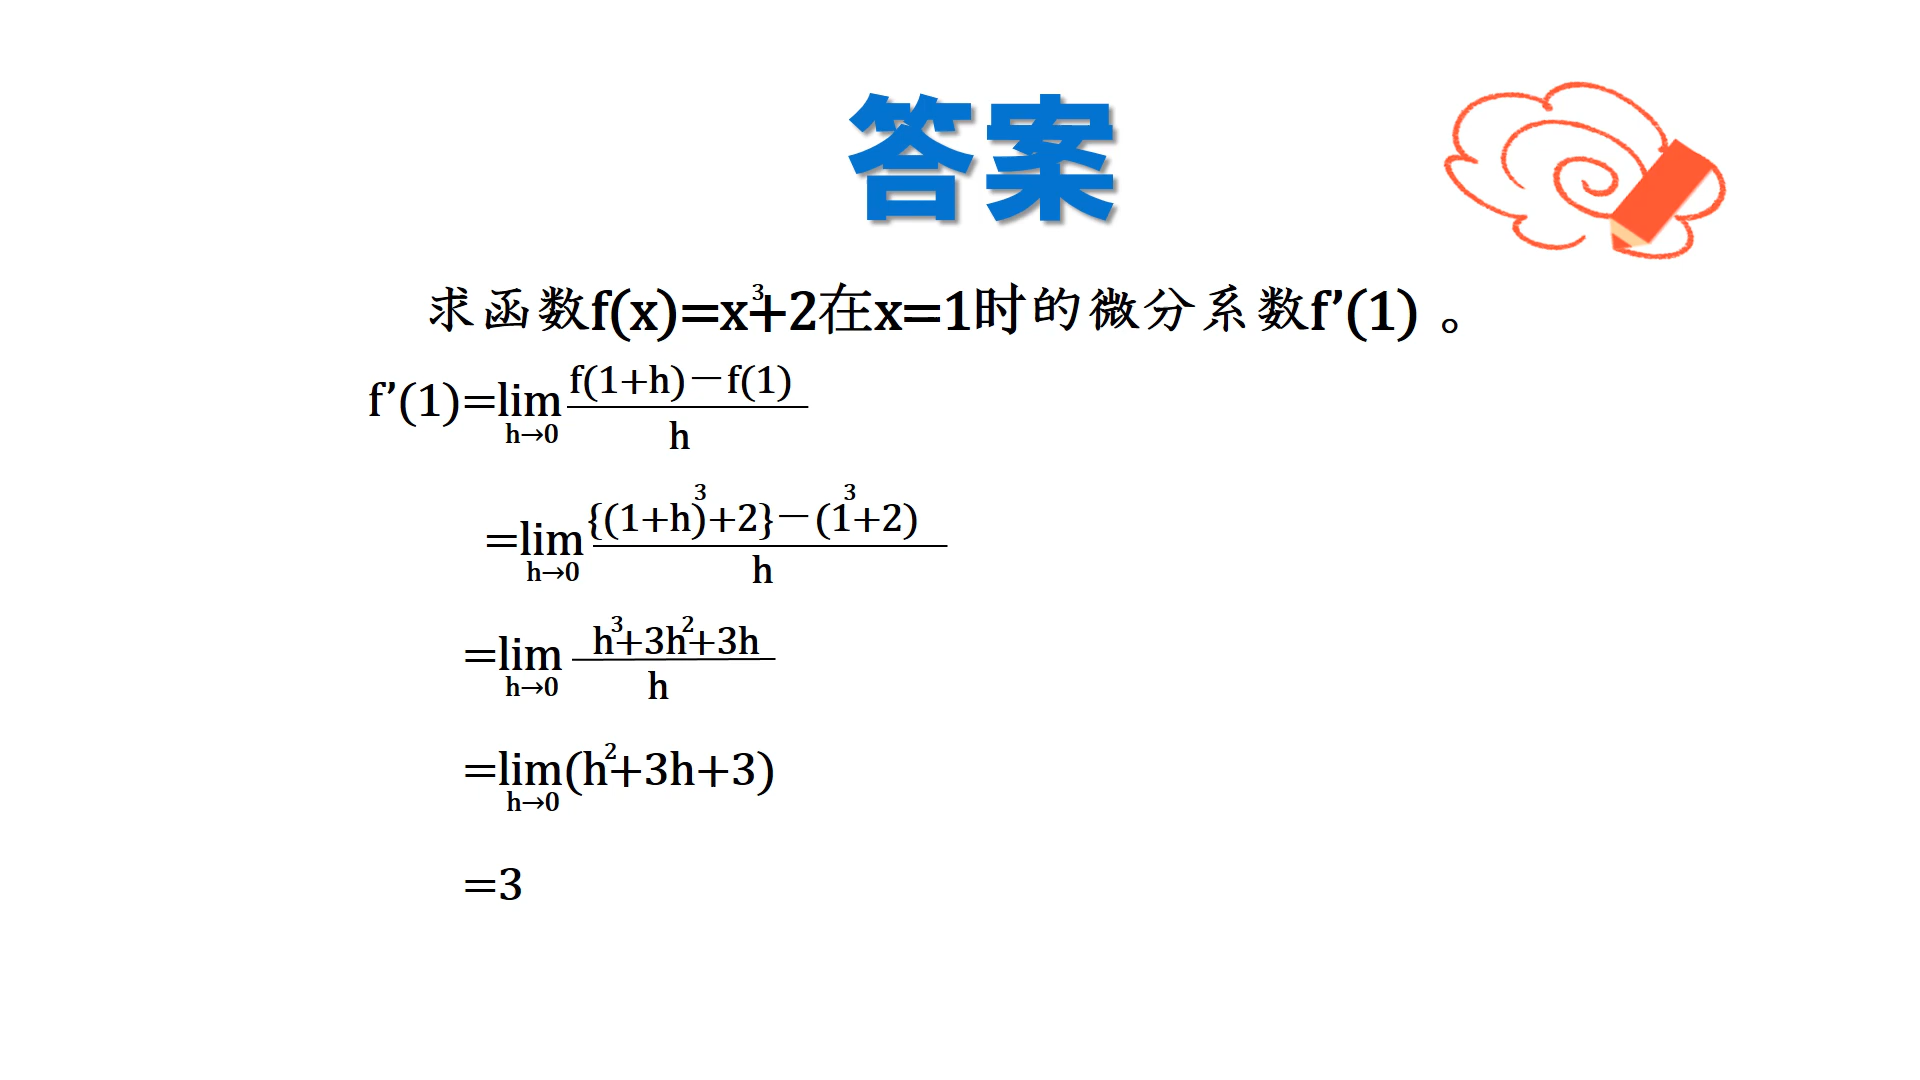 答案
求函数f(x)=x³+2在x=1时的微分系数f’(1) 。
f’(1)=lim h→0 f(1+h)－f(1) / h
=lim h→0 {(1+h)³+2}－(1³+2) / h
=lim h→0 h³+3h²+3h / h
=lim h→0 (h²+3h+3)
=3